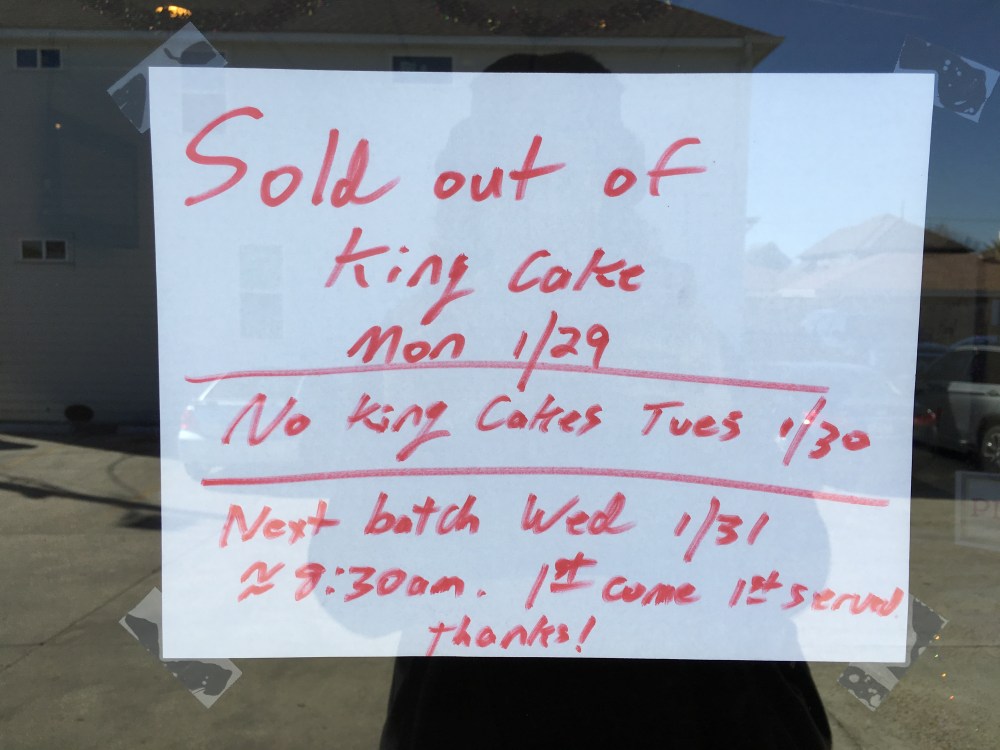 Sold out of
King Cake
Mon 1/29
No King Cakes Tues 1/30
Next batch Wed 1/31
≈ 9:30am. 1st come 1st served.
thanks!